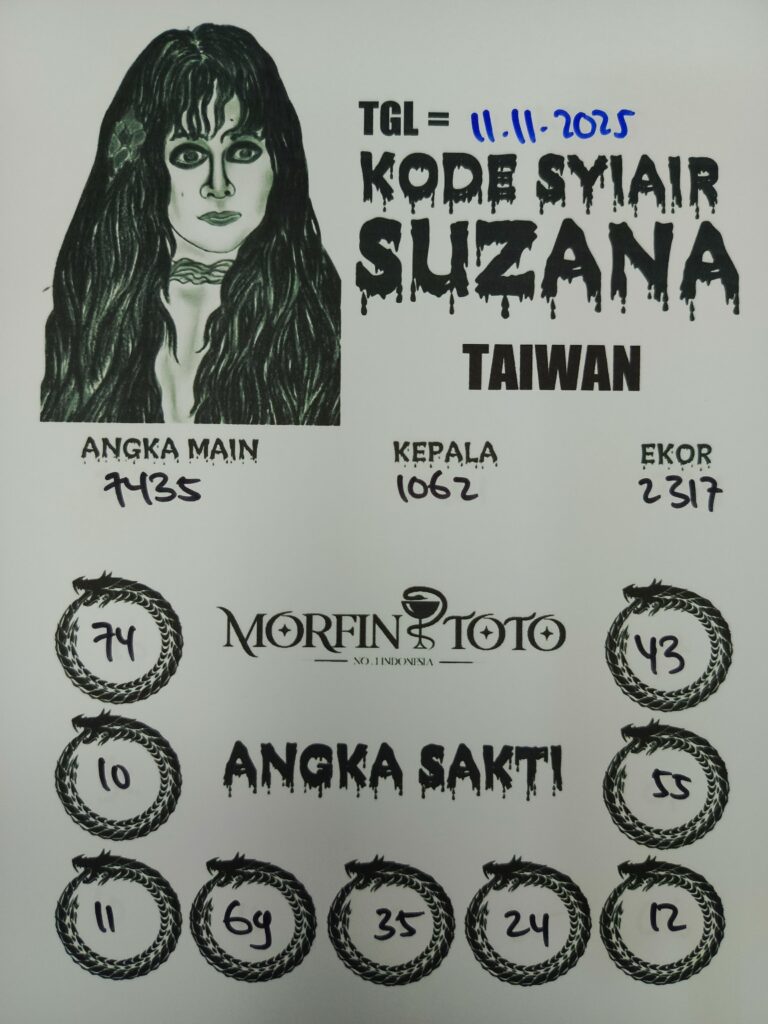 TGL = 11.11.2025
KODE SYIAIR
SUZANA
TAIWAN
ANGKA MAIN KEPALA EKOR
7435 1062 2317
74 MORFIN TOTO 43
NO.1 INDONESIA
10 ANGKA SAKTI 55
11 69 35 24 12